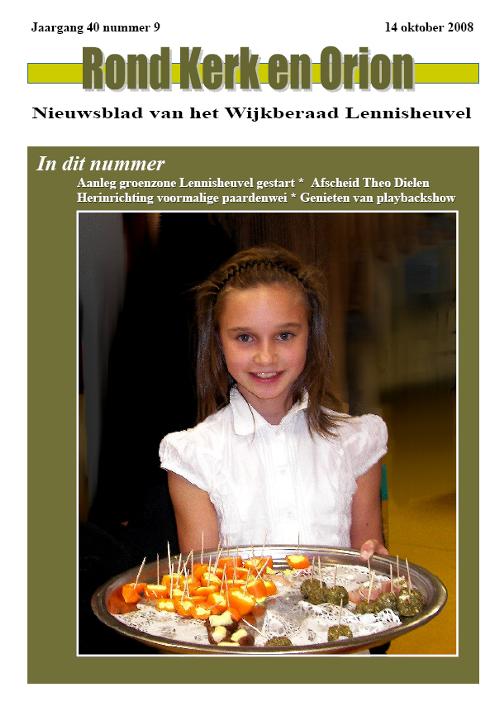 Jaargang 40 nummer 9 14 oktober 2008
Rond Kerk en Orion
Nieuwsblad van het Wijkberaad Lennisheuvel
In dit nummer
Aanleg groenzone Lennisheuvel gestart * Afscheid Theo Dielen
Herinrichting voormalige paardenwei * Genieten van playbackshow